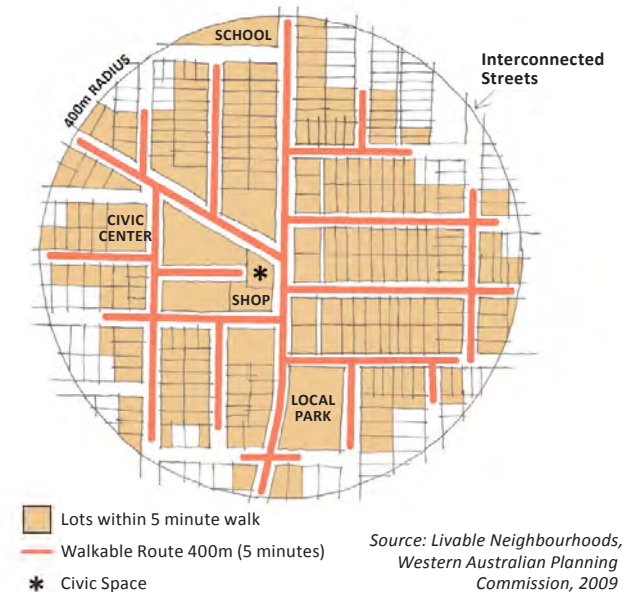 SCHOOL
400m RADIUS
Interconnected
Streets
CIVIC
CENTER
*
SHOP
LOCAL
PARK
Lots within 5 minute walk
Walkable Route 400m (5 minutes)
* Civic Space
Source: Livable Neighbourhoods,
Western Australian Planning
Commission, 2009